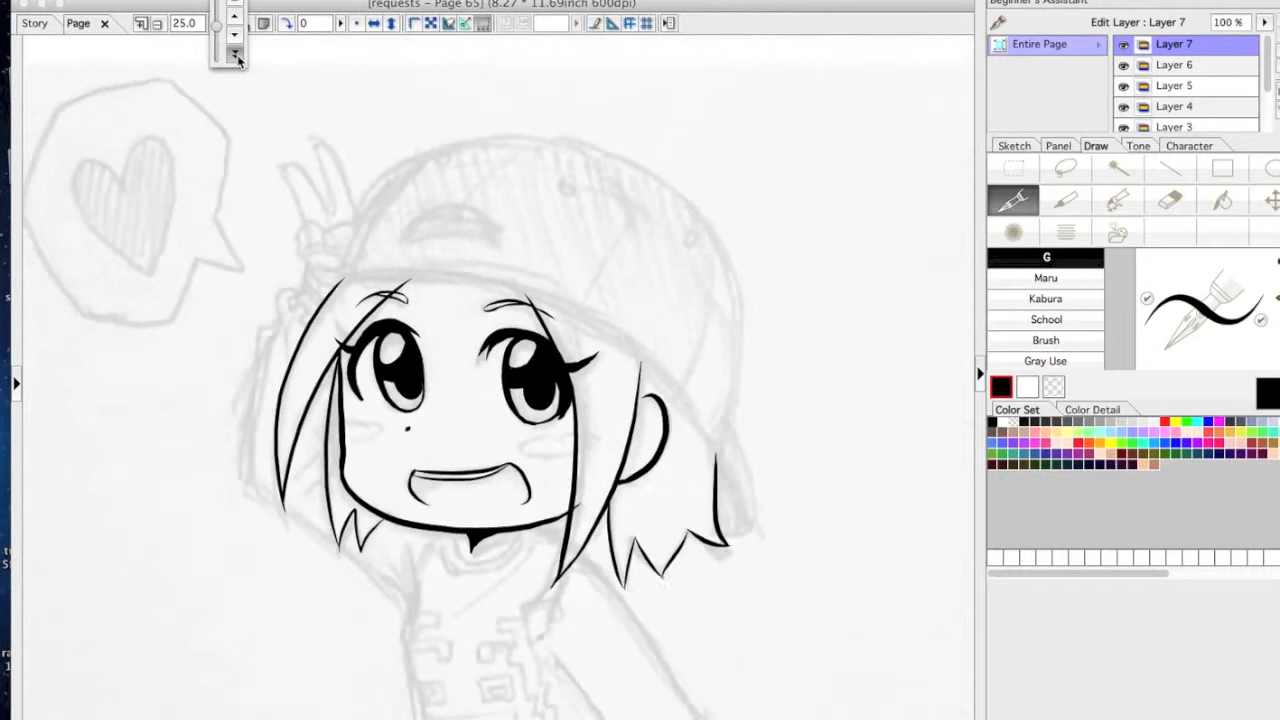 [requests - Page 65] (8.27 * 11.69inch 600dpi)
Beginner's Assistant
Story
Page
25.0
0
Edit Layer : Layer 7
100 %
Entire Page
Layer 7
Layer 6
Layer 5
Layer 4
Layer 3
Sketch
Panel
Draw
Tone
Character
G
Maru
Kabura
School
Brush
Gray Use
Color Set
Color Detail